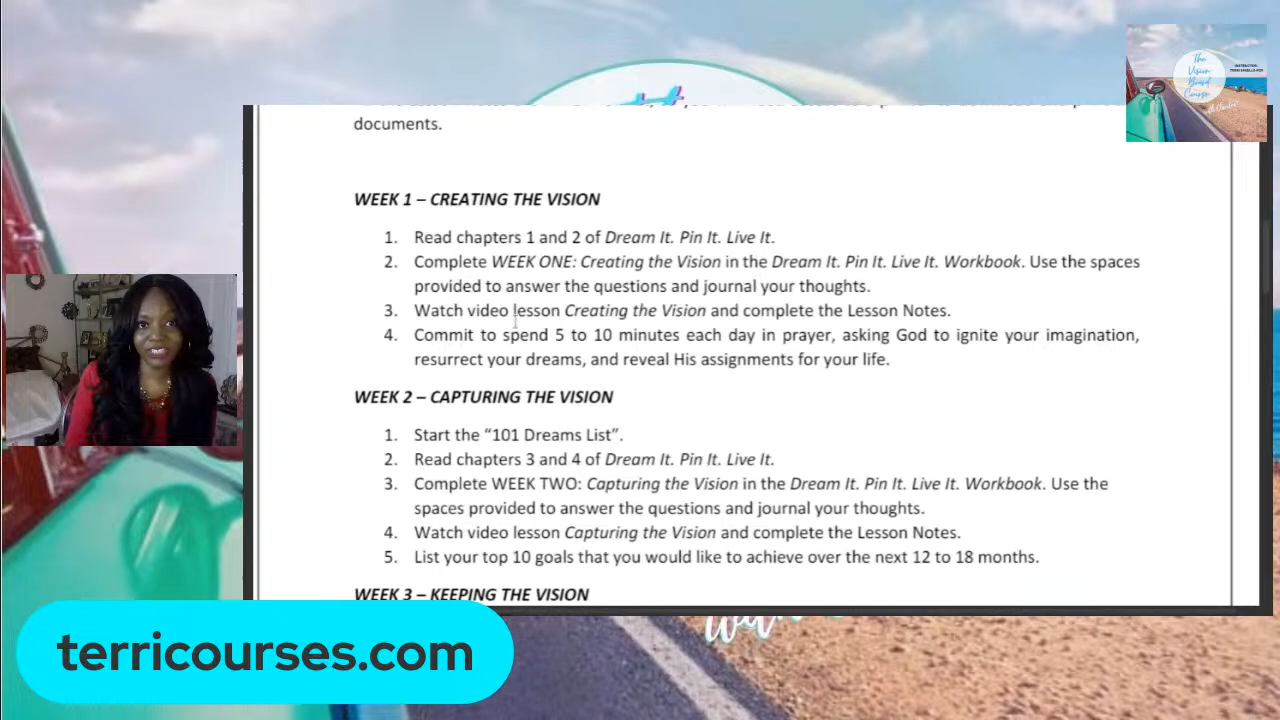 documents.
WEEK 1 – CREATING THE VISION
1. Read chapters 1 and 2 of Dream It. Pin It. Live It.
2. Complete WEEK ONE: Creating the Vision in the Dream It. Pin It. Live It. Workbook. Use the spaces
provided to answer the questions and journal your thoughts.
3. Watch video lesson Creating the Vision and complete the Lesson Notes.
4. Commit to spend 5 to 10 minutes each day in prayer, asking God to ignite your imagination,
resurrect your dreams, and reveal His assignments for your life.
WEEK 2 – CAPTURING THE VISION
1. Start the “101 Dreams List”.
2. Read chapters 3 and 4 of Dream It. Pin It. Live It.
3. Complete WEEK TWO: Capturing the Vision in the Dream It. Pin It. Live It. Workbook. Use the
spaces provided to answer the questions and journal your thoughts.
4. Watch video lesson Capturing the Vision and complete the Lesson Notes.
5. List your top 10 goals that you would like to achieve over the next 12 to 18 months.
WEEK 3 – KEEPING THE VISION
The
Vision
Board
Course
INSTRUCTOR:
terricourses.com